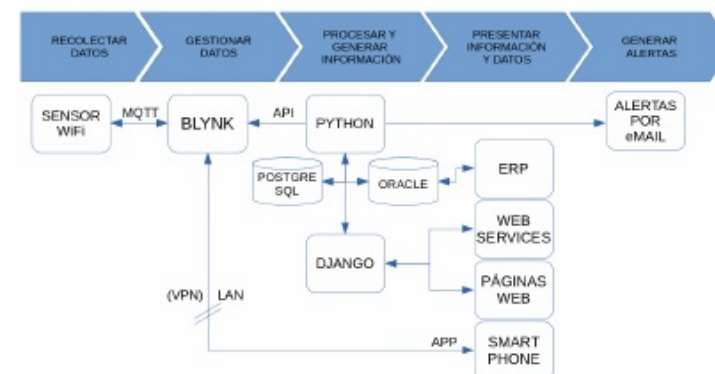 RECOLECTAR
DATOS
GESTIONAR
DATOS
PROCESAR Y
GENERAR
INFORMACIÓN
PRESENTAR
INFORMACIÓN
Y DATOS
GENERAR
ALERTAS
SENSOR
WiFi
MQTT
BLYNK
API
PYTHON
ALERTAS
POR
eMAIL
POSTGRE
SQL
ORACLE
ERP
WEB
SERVICES
DJANGO
PÁGINAS
WEB
(VPN)
LAN
APP
SMART
PHONE